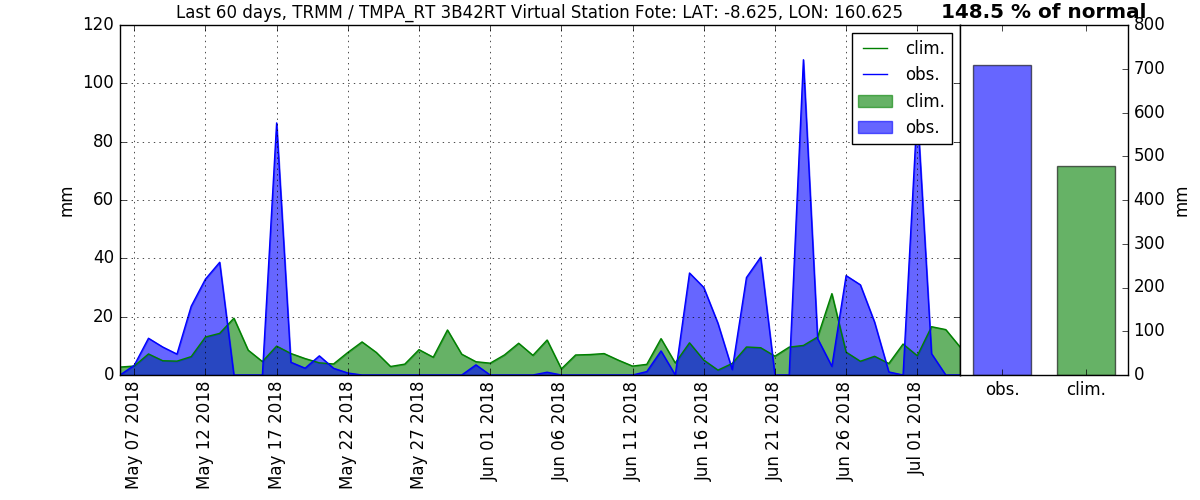 Last 60 days, TRMM / TMPA_RT 3B42RT Virtual Station Fote: LAT: -8.625, LON: 160.625
148.5 % of normal
120
100
80
60
40
20
0
mm
clim.
obs.
clim.
obs.
May 07 2018
May 12 2018
May 17 2018
May 22 2018
May 27 2018
Jun 01 2018
Jun 06 2018
Jun 11 2018
Jun 16 2018
Jun 21 2018
Jun 26 2018
Jul 01 2018
800
700
600
500
400
300
200
100
0
mm
obs.
clim.